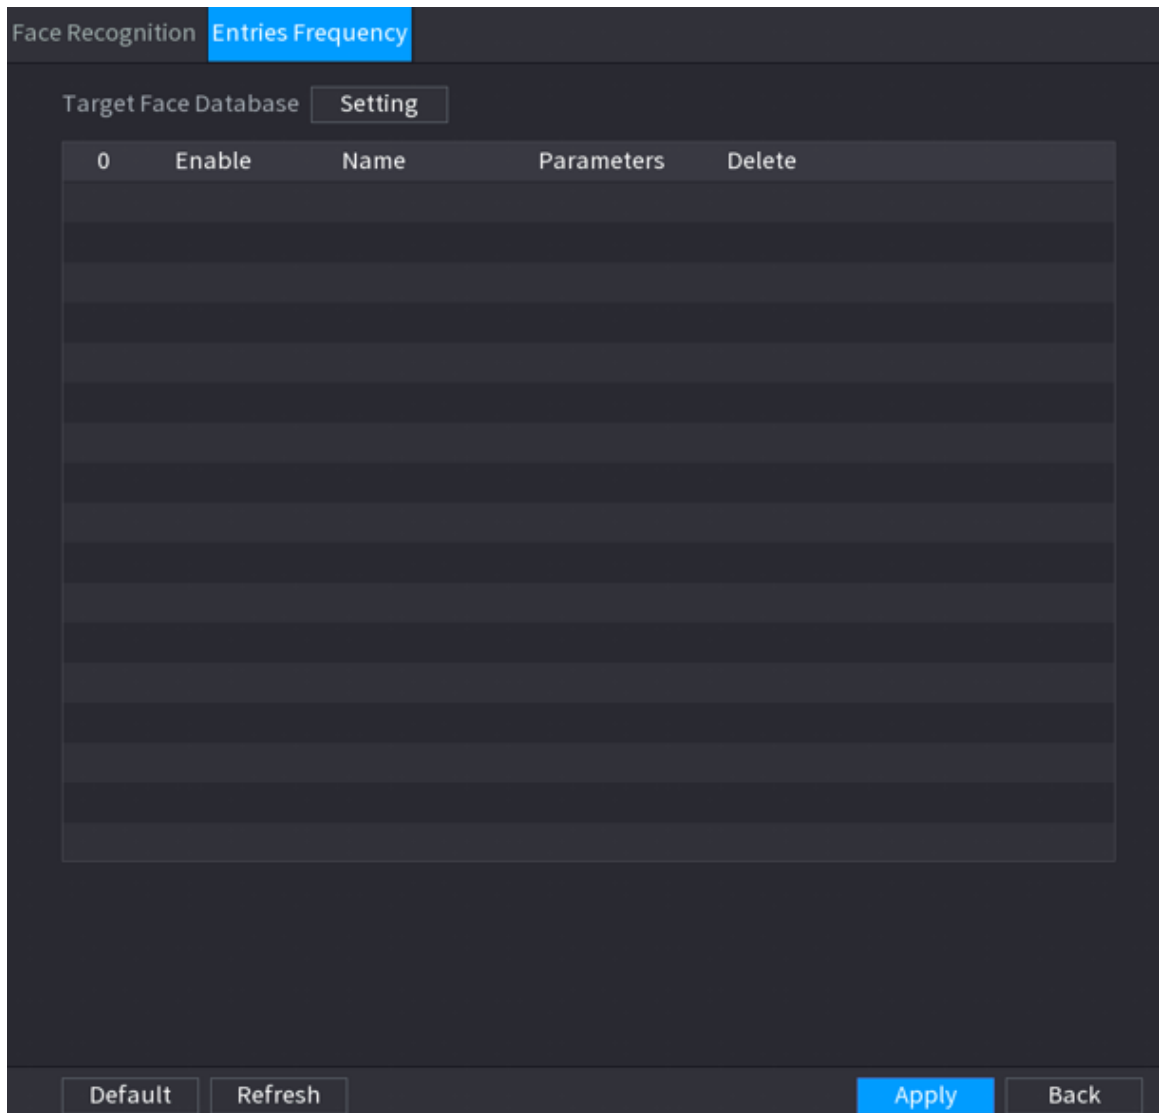 Face Recognition Entries Frequency
Target Face Database Setting
0 Enable Name Parameters Delete
Default Refresh Apply Back